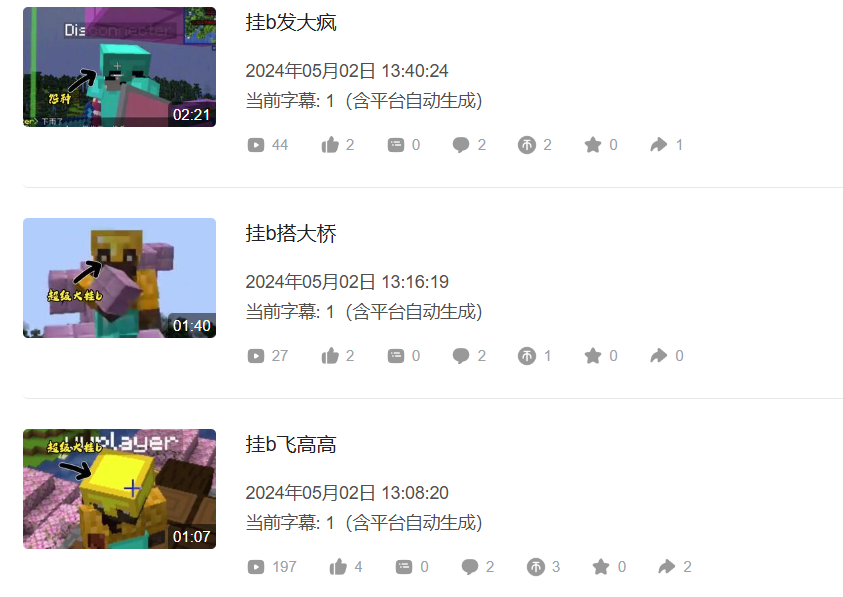 挂b发大疯
Disconnected
怨种
下雨了
02:21
2024年05月02日 13:40:24
当前字幕: 1（含平台自动生成）
44 2 0 2 2 0 1
挂b搭大桥
超级大挂b
01:40
2024年05月02日 13:16:19
当前字幕: 1（含平台自动生成）
27 2 0 2 1 0 0
挂b飞高高
超级大挂b
player
01:07
2024年05月02日 13:08:20
当前字幕: 1（含平台自动生成）
197 4 0 2 3 0 2